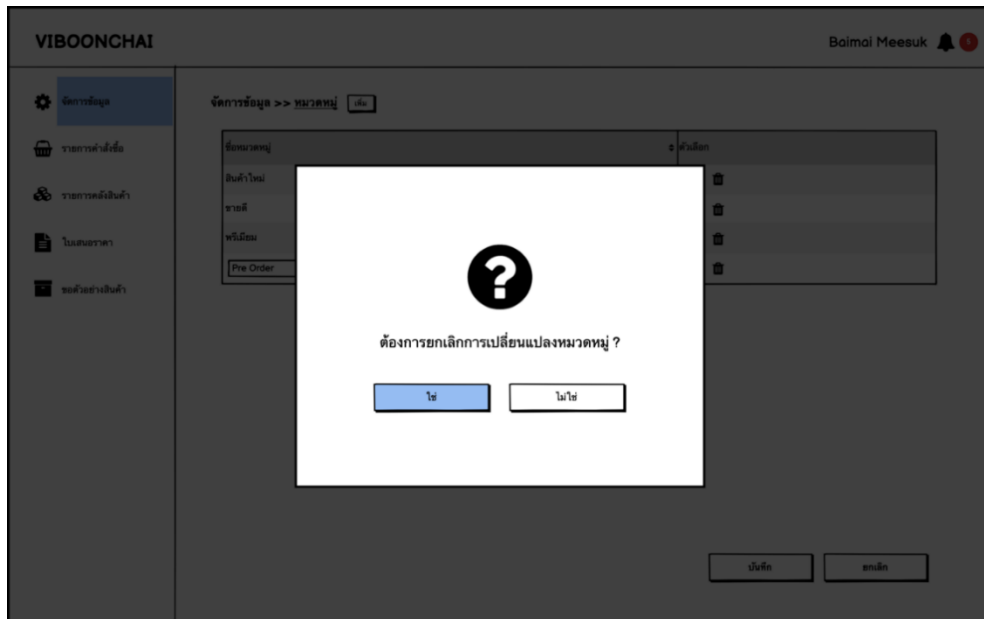 VIBOONCHAI
Baimai Meesuk 5
จัดการข้อมูล
รายการคำสั่งซื้อ
รายการคลังสินค้า
ใบเสนอราคา
ขอตัวอย่างสินค้า
จัดการข้อมูล >> หมวดหมู่ เพิ่ม
ชื่อหมวดหมู่ ตัวเลือก
สินค้าใหม่
ขายดี
พรีเมียม
Pre Order
ต้องการยกเลิกการเปลี่ยนแปลงหมวดหมู่ ?
ใช่ ไม่ใช่
บันทึก ยกเลิก